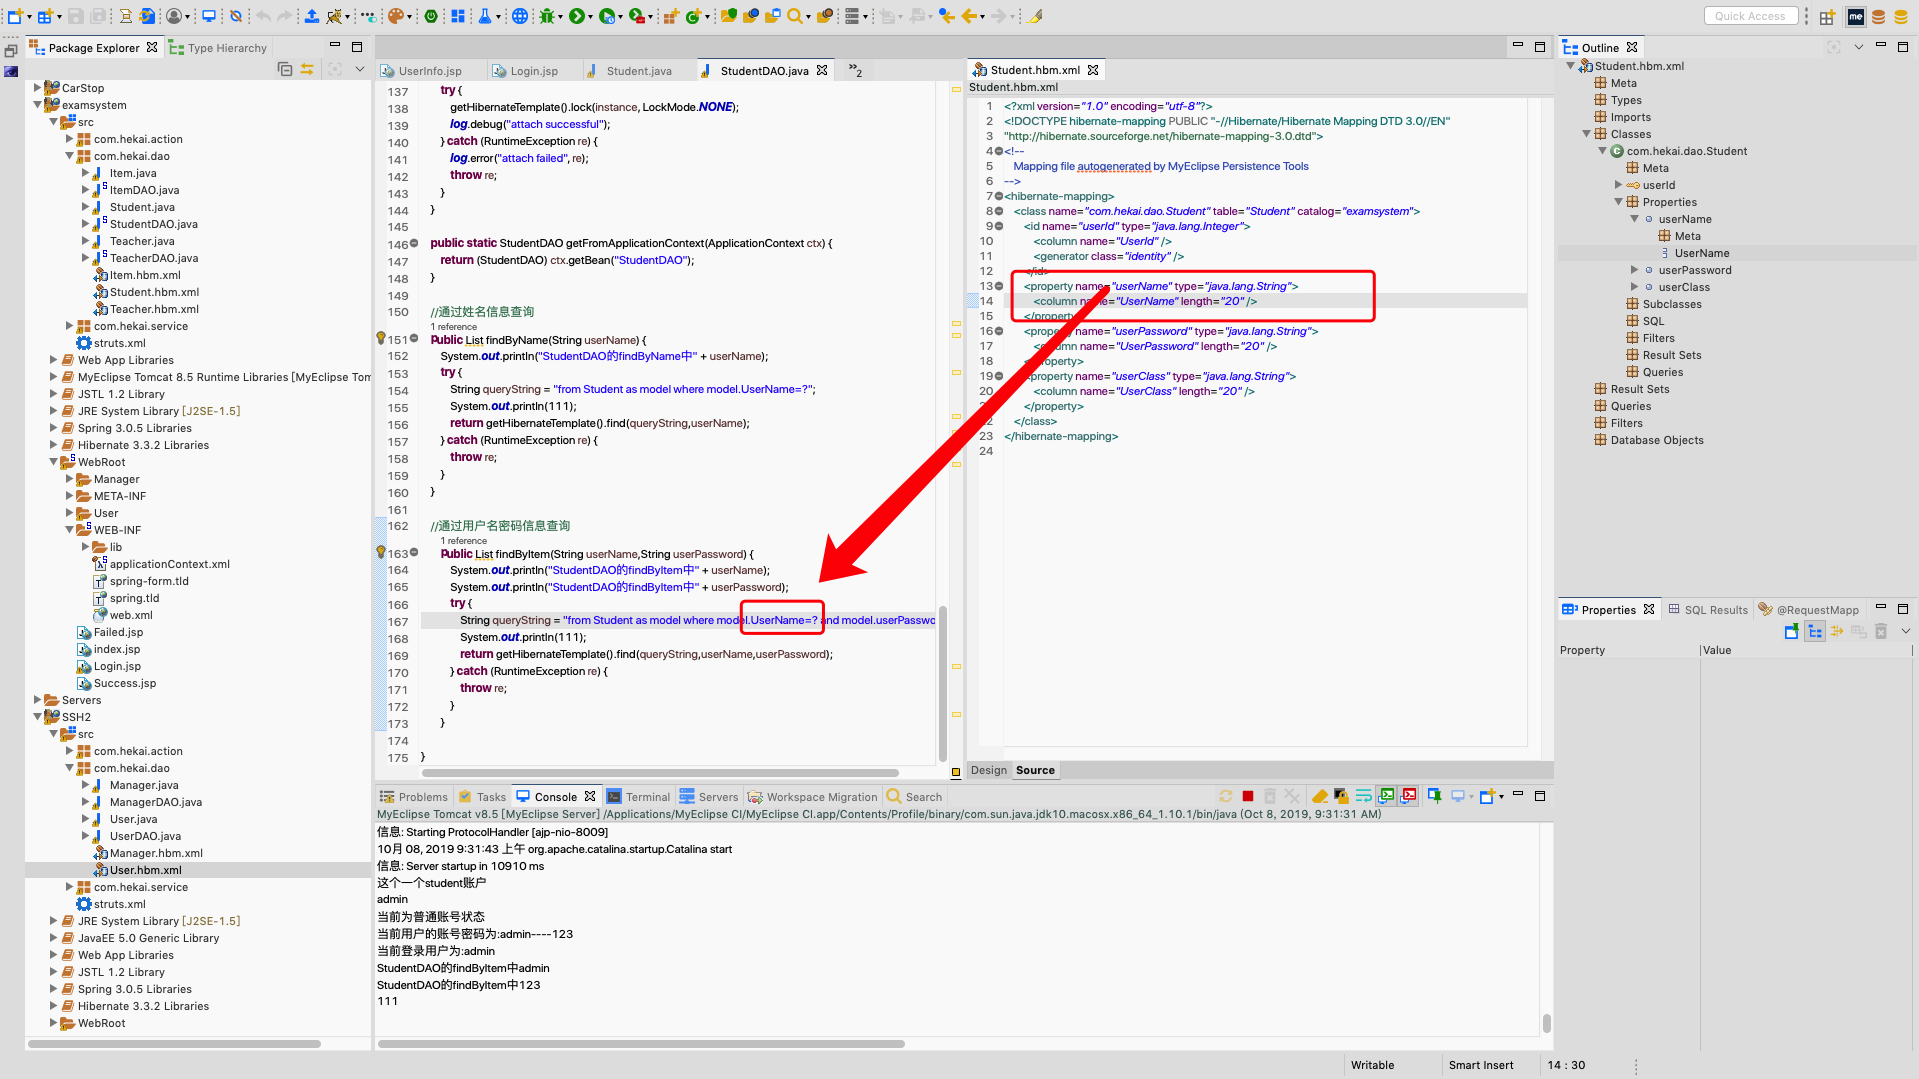 Quick Access
Package Explorer
Type Hierarchy
CarStop
examsystem
src
com.hekai.action
com.hekai.dao
Item.java
ItemDAO.java
Student.java
StudentDAO.java
Teacher.java
TeacherDAO.java
Item.hbm.xml
Student.hbm.xml
Teacher.hbm.xml
com.hekai.service
struts.xml
Web App Libraries
MyEclipse Tomcat 8.5 Runtime Libraries [MyEclipse Tom
JSTL 1.2 Library
JRE System Library [J2SE-1.5]
Spring 3.0.5 Libraries
Hibernate 3.3.2 Libraries
WebRoot
Manager
META-INF
User
WEB-INF
lib
applicationContext.xml
spring-form.tld
spring.tld
web.xml
Failed.jsp
index.jsp
Login.jsp
Success.jsp
Servers
SSH2
src
com.hekai.action
com.hekai.dao
Manager.java
ManagerDAO.java
User.java
UserDAO.java
Manager.hbm.xml
User.hbm.xml
com.hekai.service
struts.xml
JRE System Library [J2SE-1.5]
JavaEE 5.0 Generic Library
Web App Libraries
JSTL 1.2 Library
Spring 3.0.5 Libraries
Hibernate 3.3.2 Libraries
WebRoot
UserInfo.jsp
Login.jsp
Student.java
StudentDAO.java
»2
137 try {
138 getHibernateTemplate().lock(instance, LockMode.NONE);
139 log.debug("attach successful");
140 } catch (RuntimeException re) {
141 log.error("attach failed", re);
142 throw re;
143 }
144 }
145
146 public static StudentDAO getFromApplicationContext(ApplicationContext ctx) {
147 return (StudentDAO) ctx.getBean("StudentDAO");
148 }
149
150 //通过姓名信息查询
1 reference
151 Public List findByName(String userName) {
152 System.out.println("StudentDAO的findByName中" + userName);
153 try {
154 String queryString = "from Student as model where model.UserName=?";
155 System.out.println(111);
156 return getHibernateTemplate().find(queryString,userName);
157 } catch (RuntimeException re) {
158 throw re;
159 }
160 }
161
162 //通过用户名密码信息查询
1 reference
163 Public List findByItem(String userName,String userPassword) {
164 System.out.println("StudentDAO的findByItem中" + userName);
165 System.out.println("StudentDAO的findByItem中" + userPassword);
166 try {
167 String queryString = "from Student as model where model.UserName=? and model.userPasswo
168 System.out.println(111);
169 return getHibernateTemplate().find(queryString,userName,userPassword);
170 } catch (RuntimeException re) {
171 throw re;
172 }
173 }
174
175 }
Student.hbm.xml
Student.hbm.xml
1 <?xml version="1.0" encoding="utf-8"?>
2 <!DOCTYPE hibernate-mapping PUBLIC "-//Hibernate/Hibernate Mapping DTD 3.0//EN"
3 "http://hibernate.sourceforge.net/hibernate-mapping-3.0.dtd">
4 <!--
5 Mapping file autogenerated by MyEclipse Persistence Tools
6 -->
7 <hibernate-mapping>
8 <class name="com.hekai.dao.Student" table="Student" catalog="examsystem">
9 <id name="userId" type="java.lang.Integer">
10 <column name="UserId" />
11 <generator class="identity" />
12 </id>
13 <property name="userName" type="java.lang.String">
14 <column name="UserName" length="20" />
15 </property>
16 <property name="userPassword" type="java.lang.String">
17 <column name="UserPassword" length="20" />
18 </property>
19 <property name="userClass" type="java.lang.String">
20 <column name="UserClass" length="20" />
</property>
</class>
23 </hibernate-mapping>
24
Design
Source
Outline
Student.hbm.xml
Meta
Types
Imports
Classes
com.hekai.dao.Student
Meta
userId
Properties
userName
Meta
UserName
userPassword
userClass
Subclasses
SQL
Filters
Result Sets
Queries
Result Sets
Queries
Filters
Database Objects
Properties
SQL Results
@RequestMapp
Property
Value
Problems
Tasks
Console
Terminal
Servers
Workspace Migration
Search
MyEclipse Tomcat v8.5 [MyEclipse Server] /Applications/MyEclipse CI/MyEclipse CI.app/Contents/Profile/binary/com.sun.java.jdk10.macosx.x86_64_1.10.1/bin/java (Oct 8, 2019, 9:31:31 AM)
信息: Starting ProtocolHandler [ajp-nio-8009]
10月 08, 2019 9:31:43 上午 org.apache.catalina.startup.Catalina start
信息: Server startup in 10910 ms
这个一个student账户
admin
当前为普通账号状态
当前用户的账号密码为:admin----123
当前登录用户为:admin
StudentDAO的findByItem中admin
StudentDAO的findByItem中123
111
Writable
Smart Insert
14 : 30